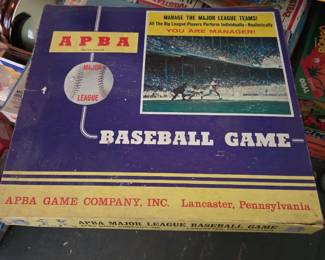 MANAGE THE MAJOR LEAGUE TEAMS!
All The Big League Players Perform Individually - Realistically
YOU ARE MANAGER!
APBA
MAJOR
LEAGUE
BASEBALL GAME
APBA GAME COMPANY, INC. Lancaster, Pennsylvania
APBA MAJOR LEAGUE BASEBALL GAME